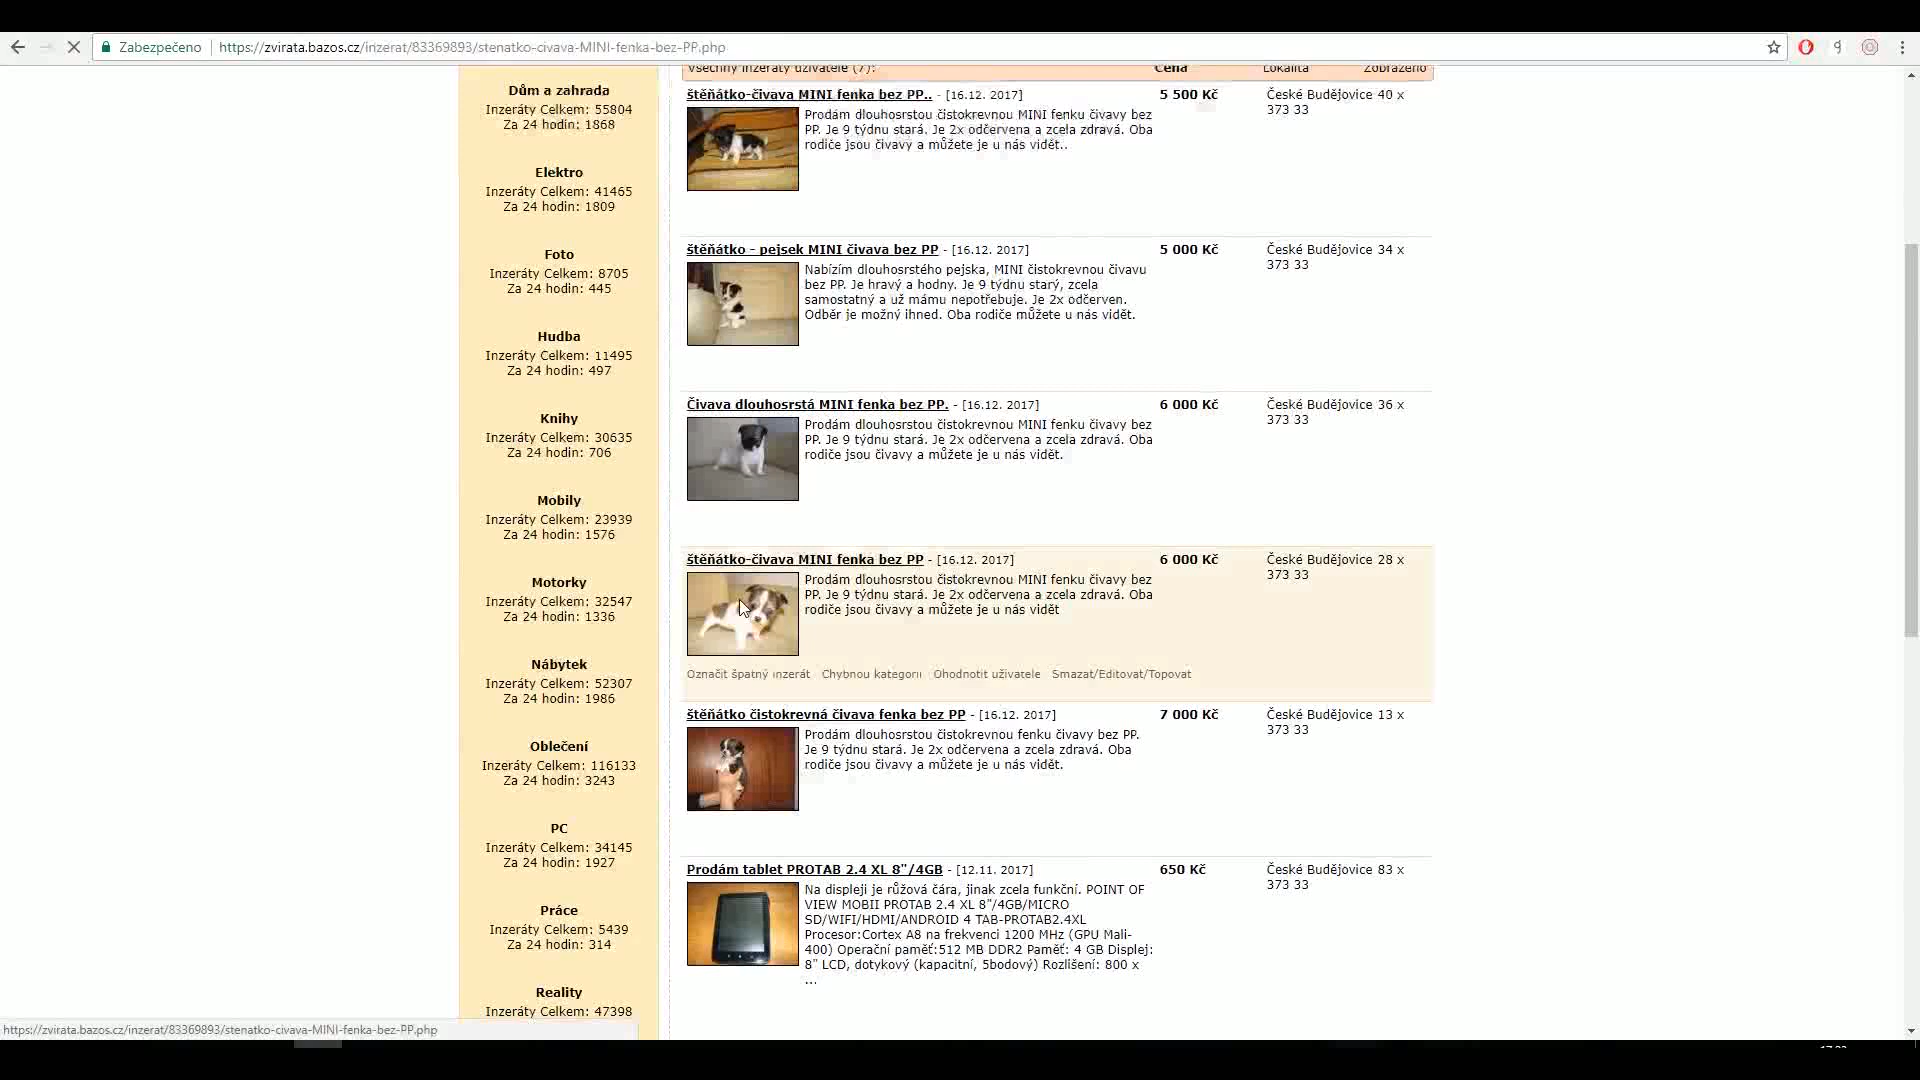 Zabezpečeno
https://zvirata.bazos.cz/inzerat/83369893/stenatko-civava-MINI-fenka-bez-PP.php
Dům a zahrada
Inzeráty Celkem: 55804
Za 24 hodin: 1868
Elektro
Inzeráty Celkem: 41465
Za 24 hodin: 1809
Foto
Inzeráty Celkem: 8705
Za 24 hodin: 445
Hudba
Inzeráty Celkem: 11495
Za 24 hodin: 497
Knihy
Inzeráty Celkem: 30635
Za 24 hodin: 706
Mobily
Inzeráty Celkem: 23939
Za 24 hodin: 1576
Motorky
Inzeráty Celkem: 32547
Za 24 hodin: 1336
Nábytek
Inzeráty Celkem: 52307
Za 24 hodin: 1986
Oblečení
Inzeráty Celkem: 116133
Za 24 hodin: 3243
PC
Inzeráty Celkem: 34145
Za 24 hodin: 1927
Práce
Inzeráty Celkem: 5439
Za 24 hodin: 314
Reality
Inzeráty Celkem: 47398
Všechny inzeráty uživatele (7): Cena Lokalita Zobrazeno
štěňátko-čivava MINI fenka bez PP.. - [16.12. 2017] 5 500 Kč České Budějovice 40 x
373 33
Prodám dlouhosrstou čistokrevnou MINI fenku čivavy bez
PP. Je 9 týdnu stará. Je 2x odčervena a zcela zdravá. Oba
rodiče jsou čivavy a můžete je u nás vidět..
štěňátko - pejsek MINI čivava bez PP - [16.12. 2017] 5 000 Kč České Budějovice 34 x
373 33
Nabízím dlouhosrstého pejska, MINI čistokrevnou čivavu
bez PP. Je hravý a hodny. Je 9 týdnu starý, zcela
samostatný a už mámu nepotřebuje. Je 2x odčerven.
Odběr je možný ihned. Oba rodiče můžete u nás vidět.
Čivava dlouhosrstá MINI fenka bez PP. - [16.12. 2017] 6 000 Kč České Budějovice 36 x
373 33
Prodám dlouhosrstou čistokrevnou MINI fenku čivavy bez
PP. Je 9 týdnu stará. Je 2x odčervena a zcela zdravá. Oba
rodiče jsou čivavy a můžete je u nás vidět.
štěňátko-čivava MINI fenka bez PP - [16.12. 2017] 6 000 Kč České Budějovice 28 x
373 33
Prodám dlouhosrstou čistokrevnou MINI fenku čivavy bez
PP. Je 9 týdnu stará. Je 2x odčervena a zcela zdravá. Oba
rodiče jsou čivavy a můžete je u nás vidět
Označit špatný inzerát Chybnou kategorii Ohodnotit uživatele Smazat/Editovat/Topovat
štěňátko čistokrevná čivava fenka bez PP - [16.12. 2017] 7 000 Kč České Budějovice 13 x
373 33
Prodám dlouhosrstou čistokrevnou fenku čivavy bez PP.
Je 9 týdnu stará. Je 2x odčervena a zcela zdravá. Oba
rodiče jsou čivavy a můžete je u nás vidět.
Prodám tablet PROTAB 2.4 XL 8"/4GB - [12.11. 2017] 650 Kč České Budějovice 83 x
373 33
Na displeji je růžová čára, jinak zcela funkční. POINT OF
VIEW MOBII PROTAB 2.4 XL 8"/4GB/MICRO
SD/WIFI/HDMI/ANDROID 4 TAB-PROTAB2.4XL
Procesor:Cortex A8 na frekvenci 1200 MHz (GPU Mali-
400) Operační paměť:512 MB DDR2 Paměť: 4 GB Displej:
8" LCD, dotykový (kapacitní, 5bodový) Rozlišení: 800 x
...
https://zvirata.bazos.cz/inzerat/83369893/stenatko-civava-MINI-fenka-bez-PP.php